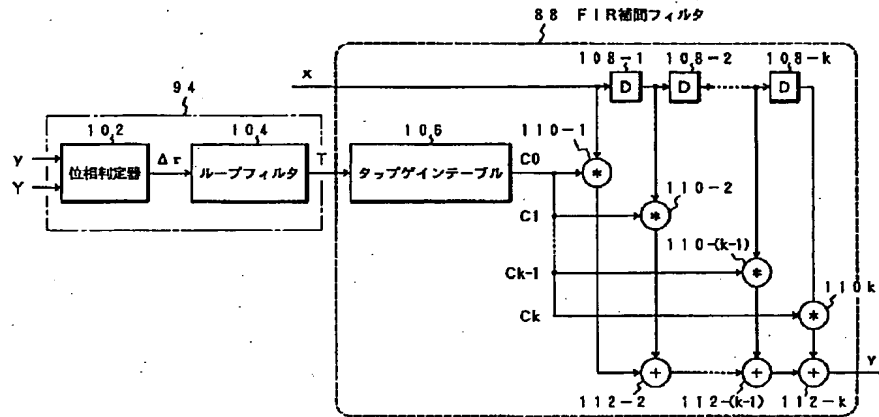 88 FIR補間フィルタ
108-1 108-2 108-k
x
D D D
94
102 104 106 110-1
y
Y
位相判定器
Δτ
ループフィルタ
T
タップゲインテーブル
C0
*
110-2
C1
*
110-(k-1)
Ck-1
*
110k
Ck
*
+ + +
Y
112-2 112-(k-1) 112-k